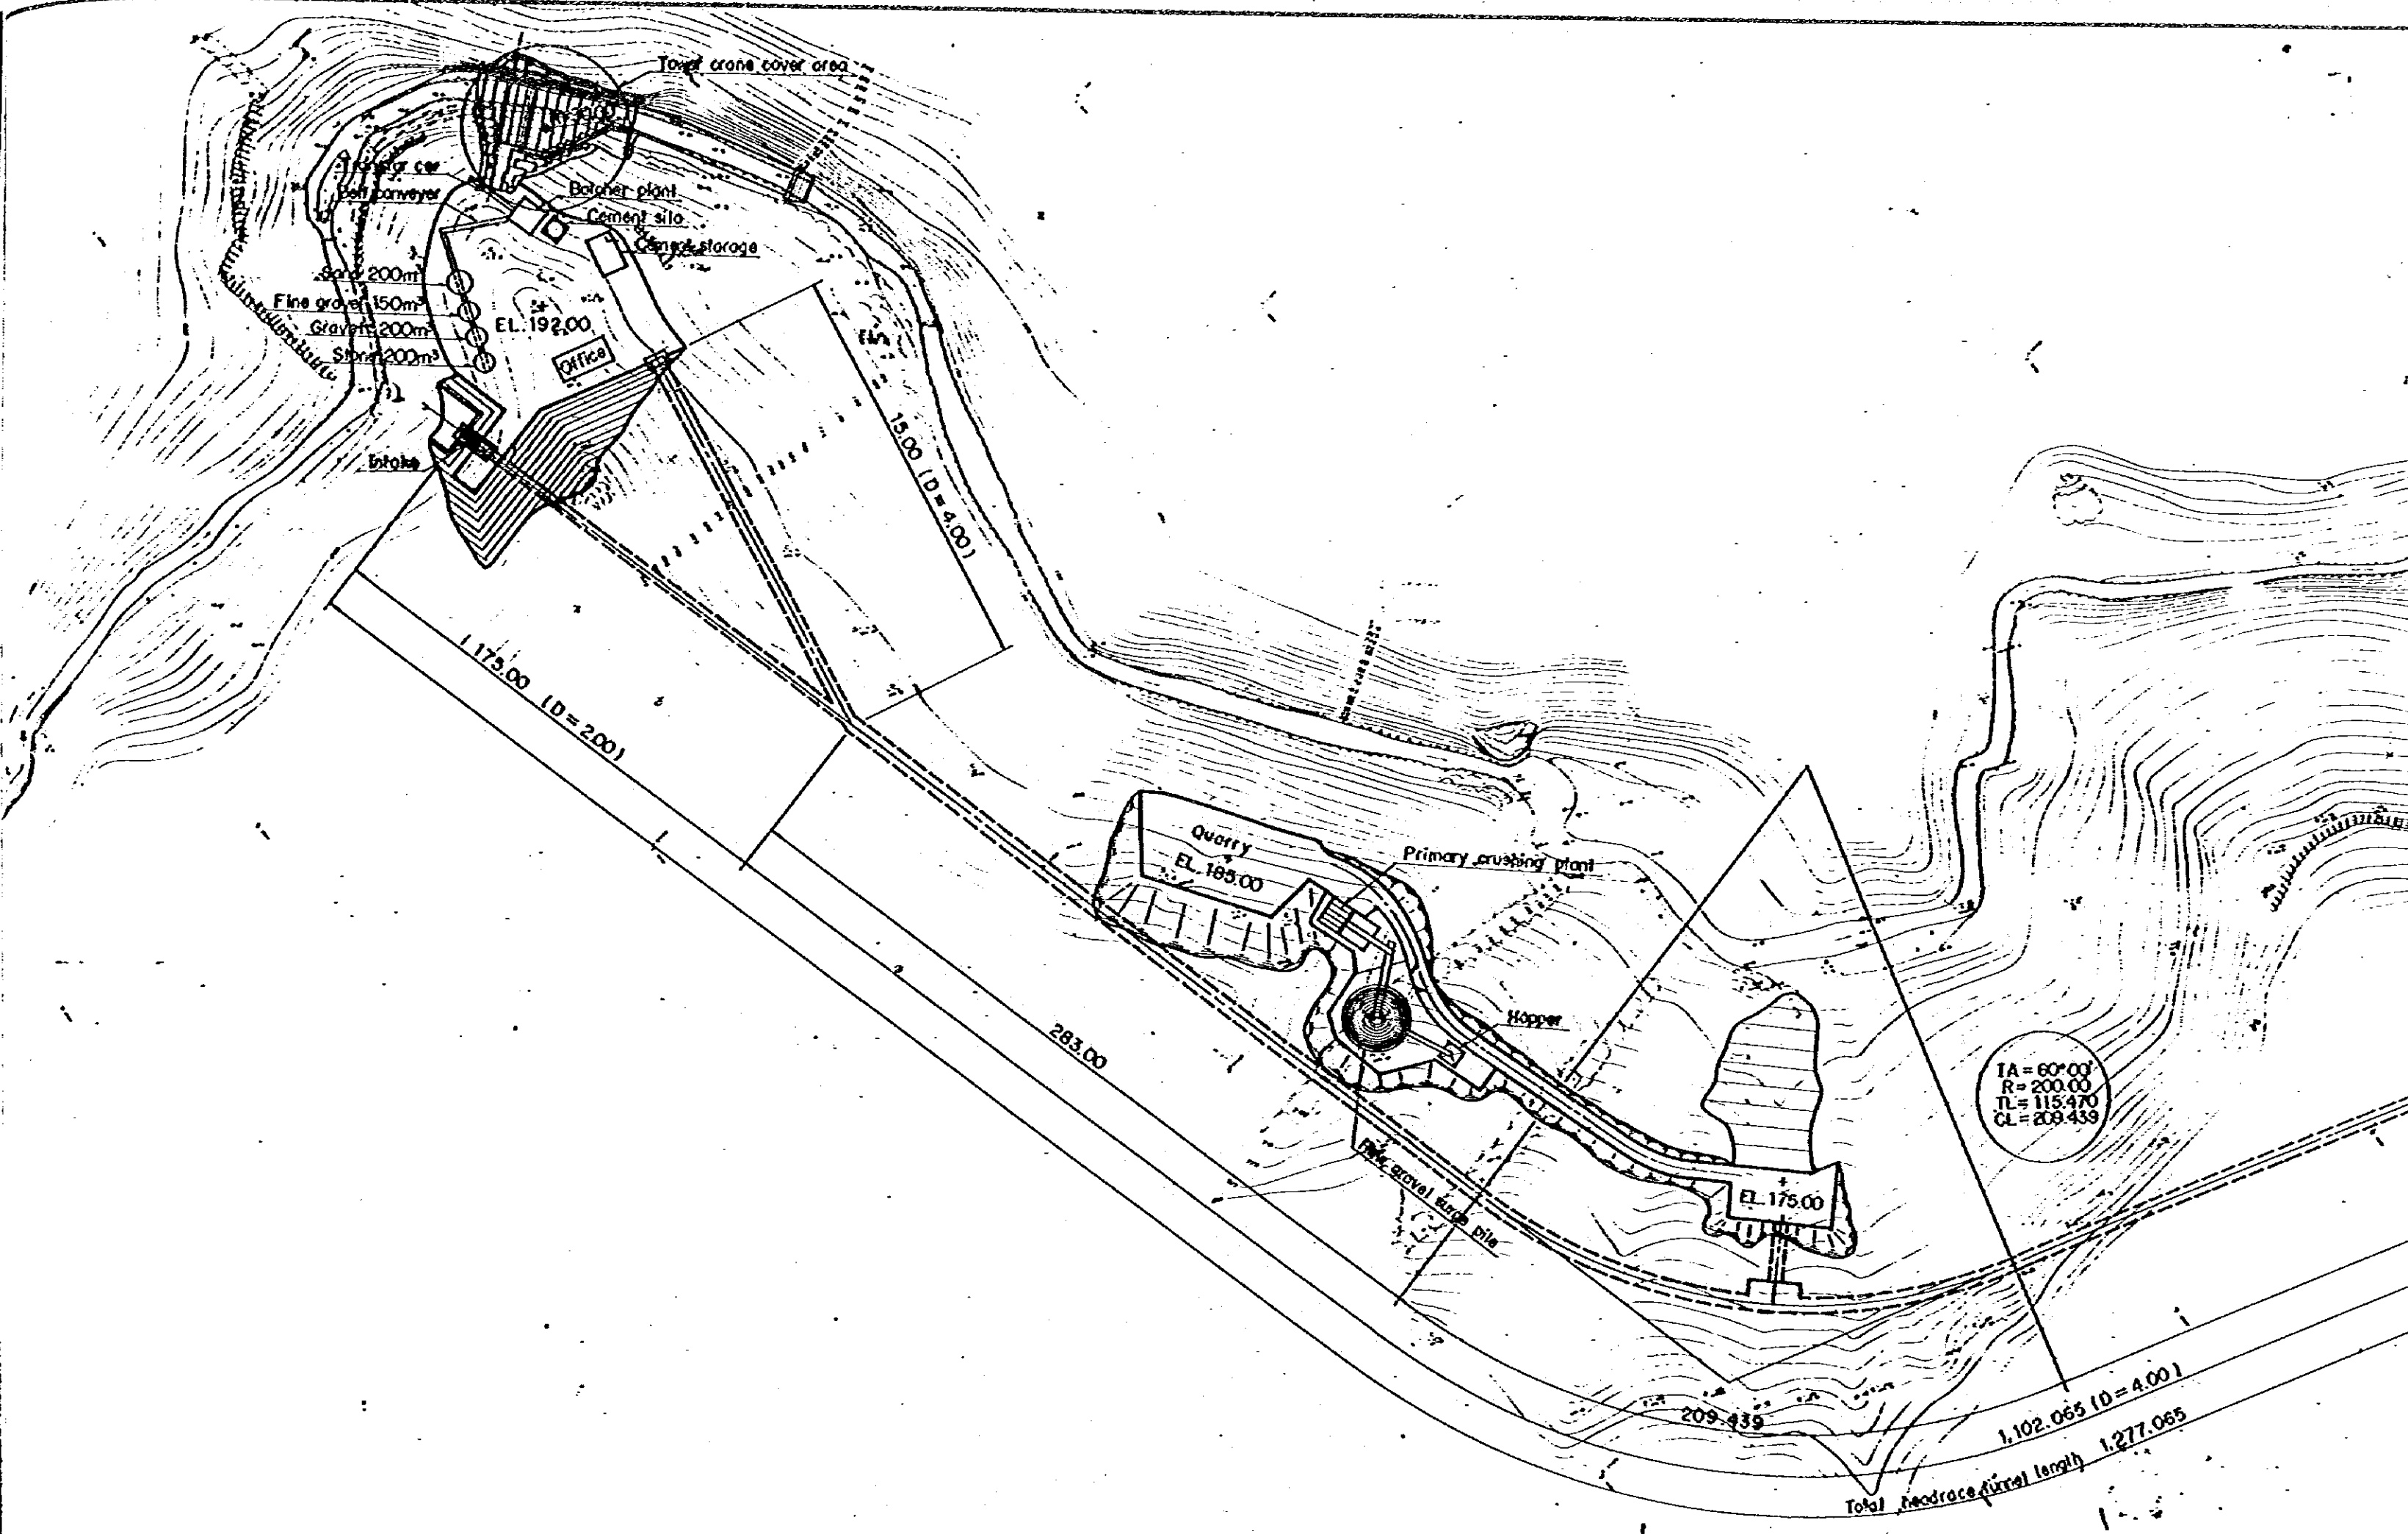 Tower crane cover area
Transfer car
Belt conveyer
Batcher plant
Cement silo
Cement storage
Sand 200m³
Fine gravel 150m³
Gravel 200m³
Stone 200m³
EL. 192.00
Office
Intake
15.00 (D = 4.00)
175.00 (D = 2.00)
283.00
Quarry
EL. 185.00
Primary crushing plant
Hopper
gravel surge pile
EL. 175.00
IA = 60°00'
R = 200.00
TL = 115.470
CL = 209.439
209.439
1,102.065 (D = 4.00)
Total headrace tunnel length 1,277.065